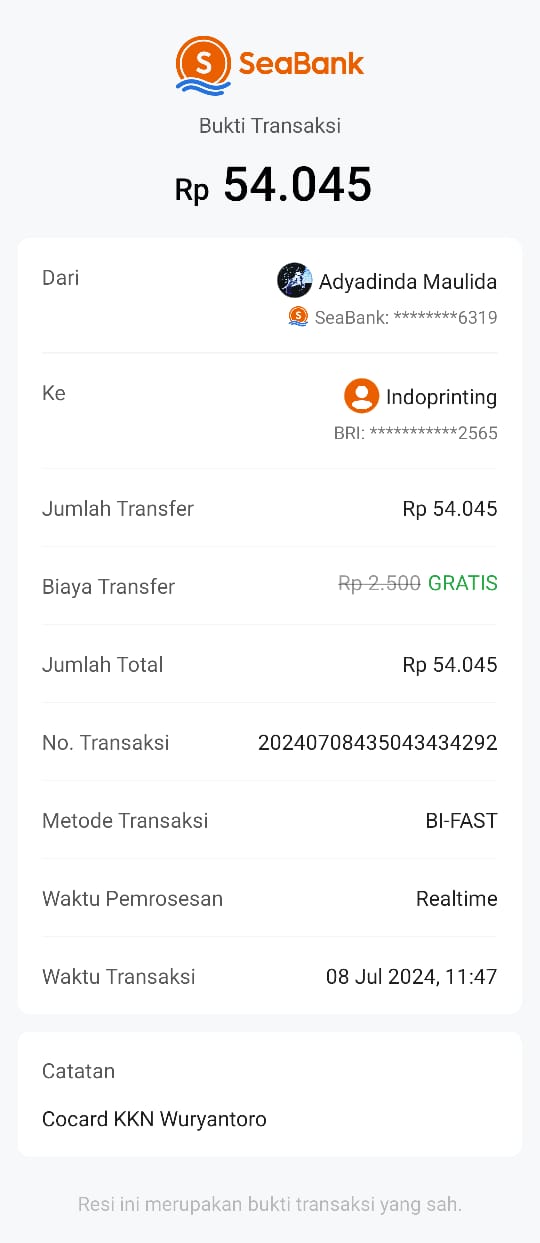 SeaBank
Bukti Transaksi
Rp 54.045
Dari
Adyadinda Maulida
SeaBank: ********6319
Ke
Indoprinting
BRI: ***********2565
Jumlah Transfer
Rp 54.045
Biaya Transfer
Rp 2.500 GRATIS
Jumlah Total
Rp 54.045
No. Transaksi
20240708435043434292
Metode Transaksi
BI-FAST
Waktu Pemrosesan
Realtime
Waktu Transaksi
08 Jul 2024, 11:47
Catatan
Cocard KKN Wuryantoro
Resi ini merupakan bukti transaksi yang sah.